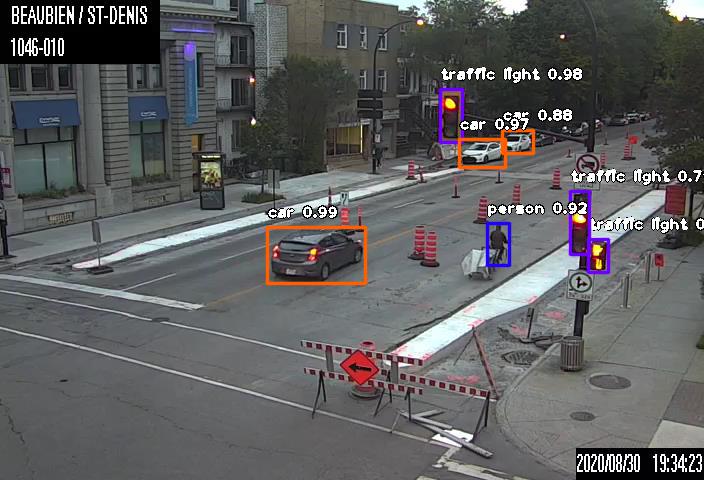 BEAUBIEN / ST-DENIS
1046-010
traffic light 0.98
car 0.88
car 0.97
traffic light 0.7
person 0.92
car 0.99
traffic light 0
2020/08/30 19:34:23